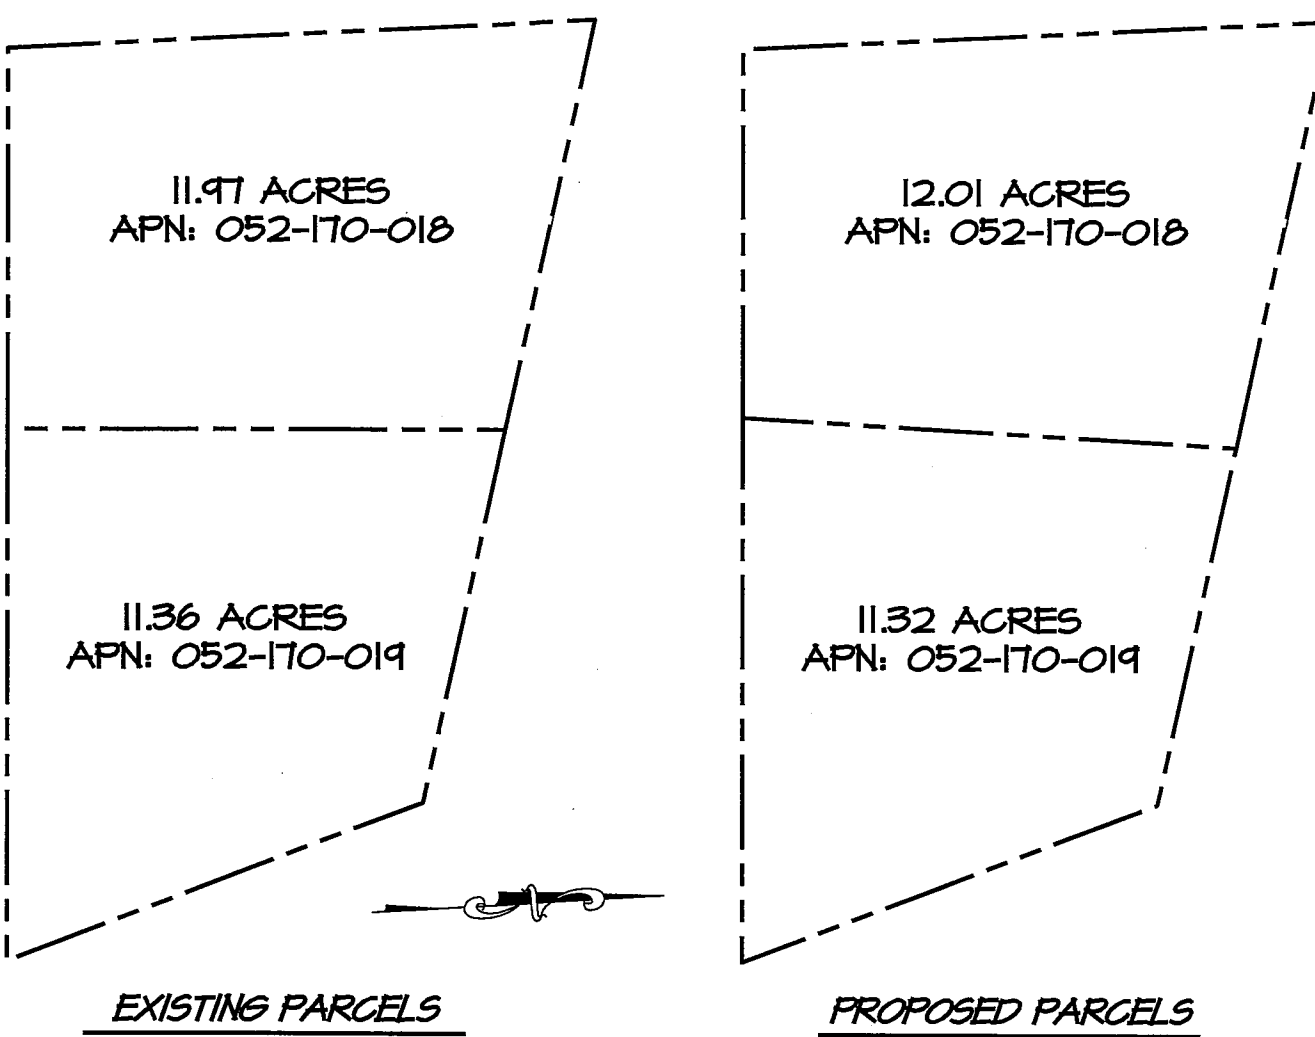 11.97 ACRES
APN: 052-170-018
11.36 ACRES
APN: 052-170-019
EXISTING PARCELS
12.01 ACRES
APN: 052-170-018
11.32 ACRES
APN: 052-170-019
PROPOSED PARCELS